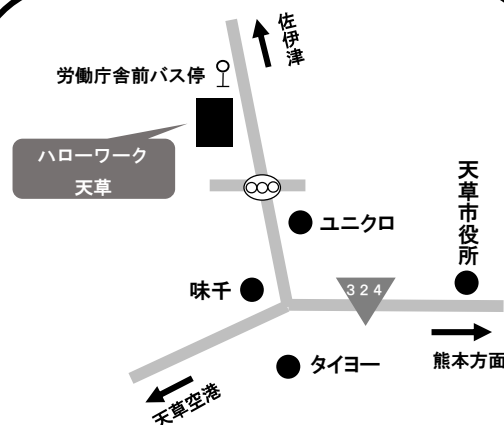 佐伊津
労働庁舎前バス停
ハローワーク
天草
ユニクロ
天草市役所
味千
324
タイヨー
熊本方面
天草空港